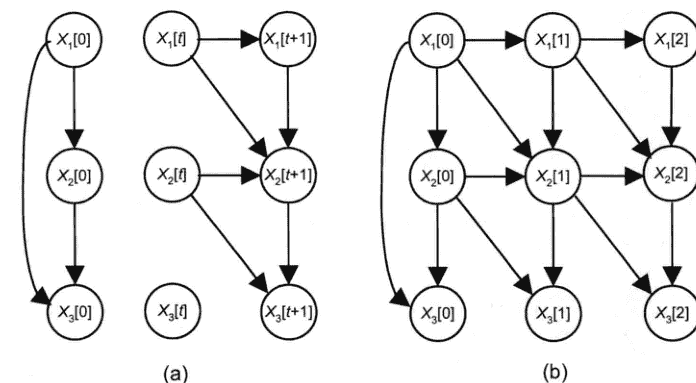 X₁[0] X₁[t] X₁[t+1] X₁[0] X₁[1] X₁[2]
X₂[0] X₂[t] X₂[t+1] X₂[0] X₂[1] X₂[2]
X₃[0] X₃[t] X₃[t+1] X₃[0] X₃[1] X₃[2]
(a) (b)